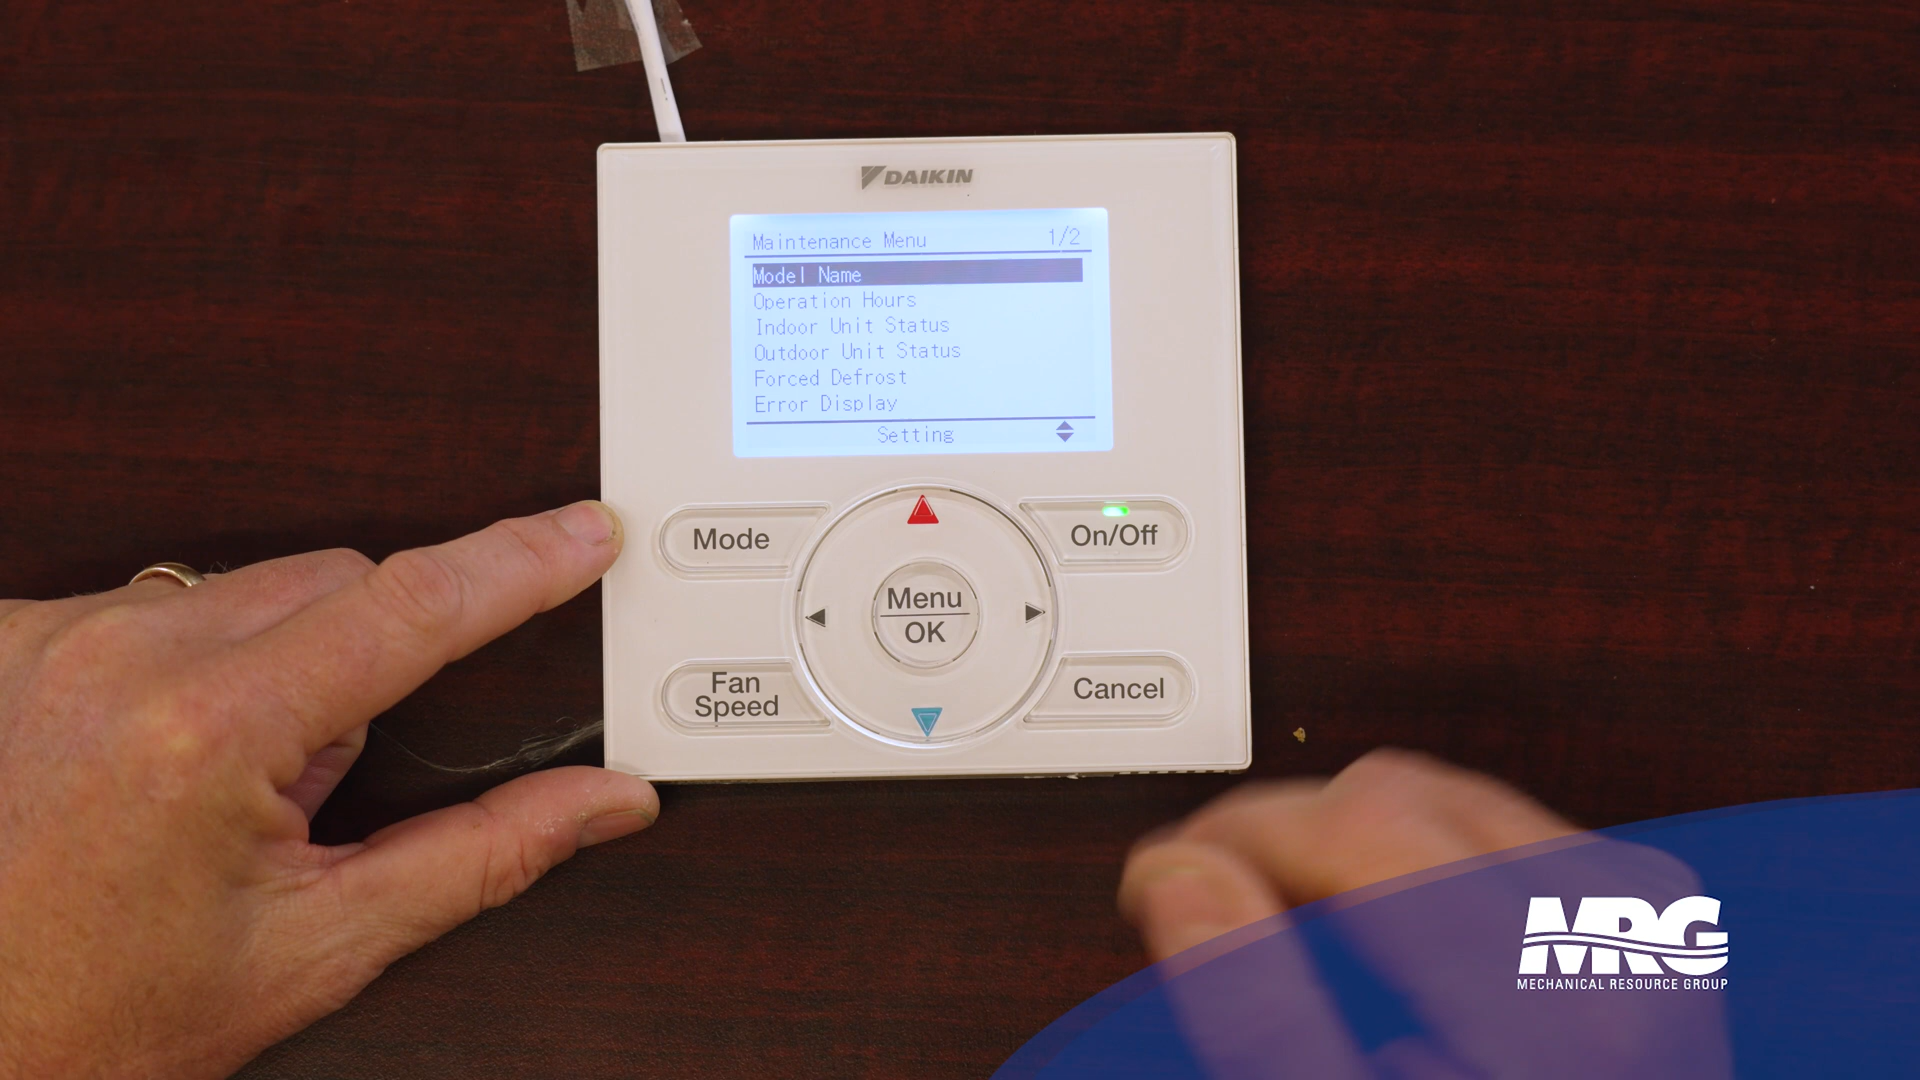 DAIKIN
Maintenance Menu 1/2
Model Name
Operation Hours
Indoor Unit Status
Outdoor Unit Status
Forced Defrost
Error Display
Setting
Mode
On/Off
Menu
OK
Fan
Speed
Cancel
MRG
MECHANICAL RESOURCE GROUP